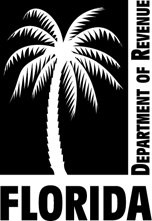 DEPARTMENT OF REVENUE
FLORIDA